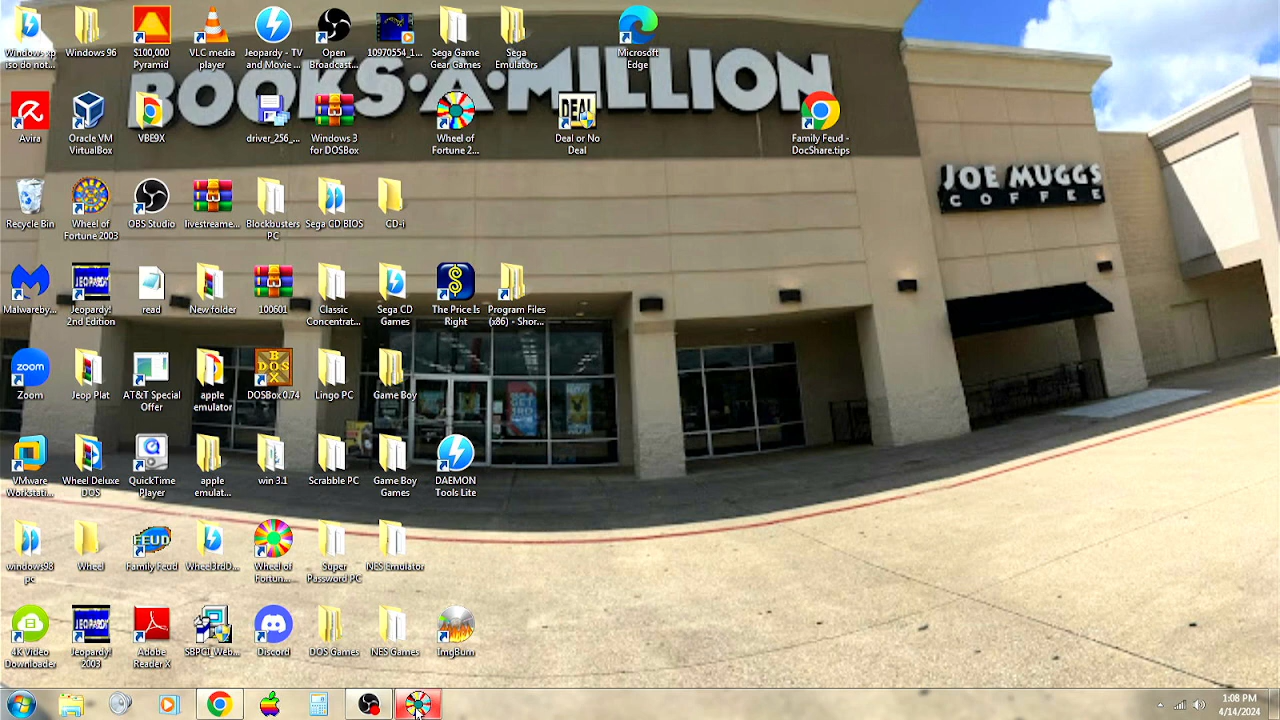 BOOKS·A·MILLION
JOE MUGGS
COFFEE
Windows 96
$100,000
Pyramid
VLC media
player
Jeopardy - TV
and Movie ...
Open
Broadcast...
10970554_1...
Sega Game
Gear Games
Sega
Emulators
Microsoft
Edge
Avira
Oracle VM
VirtualBox
VBE9X
driver_256_...
Windows 3
for DOSBox
Wheel of
Fortune 2...
DEAL
Deal or No
Deal
Family Feud -
DocShare.tips
Recycle Bin
Wheel of
Fortune 2003
OBS Studio
livestreame...
Blockbusters
PC
Sega CD BIOS
CD-i
Malwareby...
JEOPARDY!
Jeopardy!
2nd Edition
read
New folder
100601
Classic
Concentrat...
Sega CD
Games
The Price Is
Right
Program Files
(x86) - Shor...
zoom
Zoom
Jeop Plat
AT&T Special
Offer
apple
emulator
DOSBox 0.74
Lingo PC
Game Boy
VMware
Workstati...
Wheel Deluxe
DOS
QuickTime
Player
apple
emulat...
win 3.1
Scrabble PC
Game Boy
Games
DAEMON
Tools Lite
windows98
pc
Wheel
FEUD
Family Feud
Wheel3rdD...
Wheel of
Fortun...
Super
Password PC
NES Emulator
4K Video
Downloader
JEOPARDY!
Jeopardy!
2003
Adobe
Reader X
SBPCI_Web...
Discord
DOS Games
NES Games
ImgBurn
1:08 PM
4/14/2024